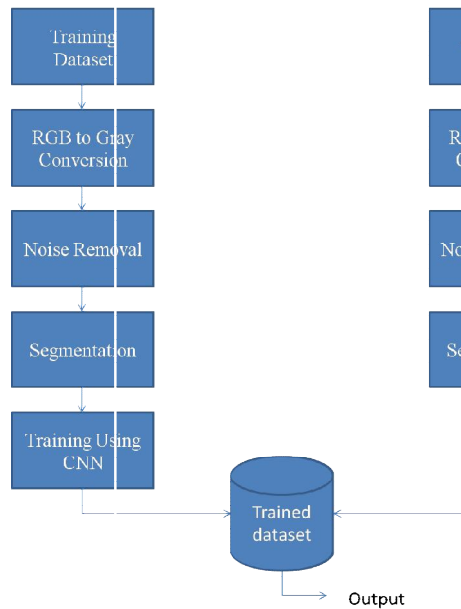 Training
Dataset
RGB to Gray
Conversion
Noise Removal
Segmentation
Training Using
CNN
Trained
dataset
Output